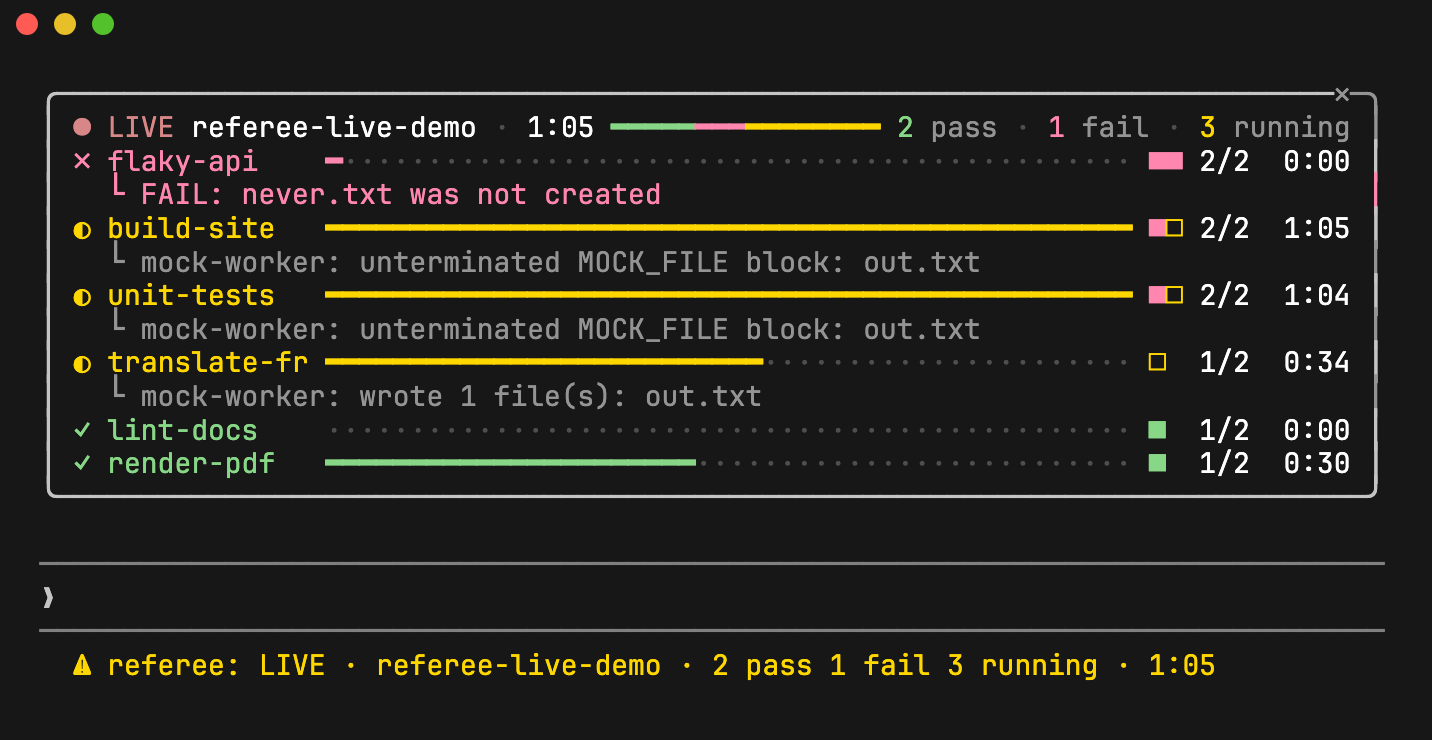 ● LIVE referee-live-demo · 1:05 2 pass · 1 fail · 3 running
✕ flaky-api 2/2 0:00
└ FAIL: never.txt was not created
◐ build-site 2/2 1:05
└ mock-worker: unterminated MOCK_FILE block: out.txt
◐ unit-tests 2/2 1:04
└ mock-worker: unterminated MOCK_FILE block: out.txt
◐ translate-fr 1/2 0:34
└ mock-worker: wrote 1 file(s): out.txt
✓ lint-docs 1/2 0:00
✓ render-pdf 1/2 0:30
❯
⚠ referee: LIVE · referee-live-demo · 2 pass 1 fail 3 running · 1:05